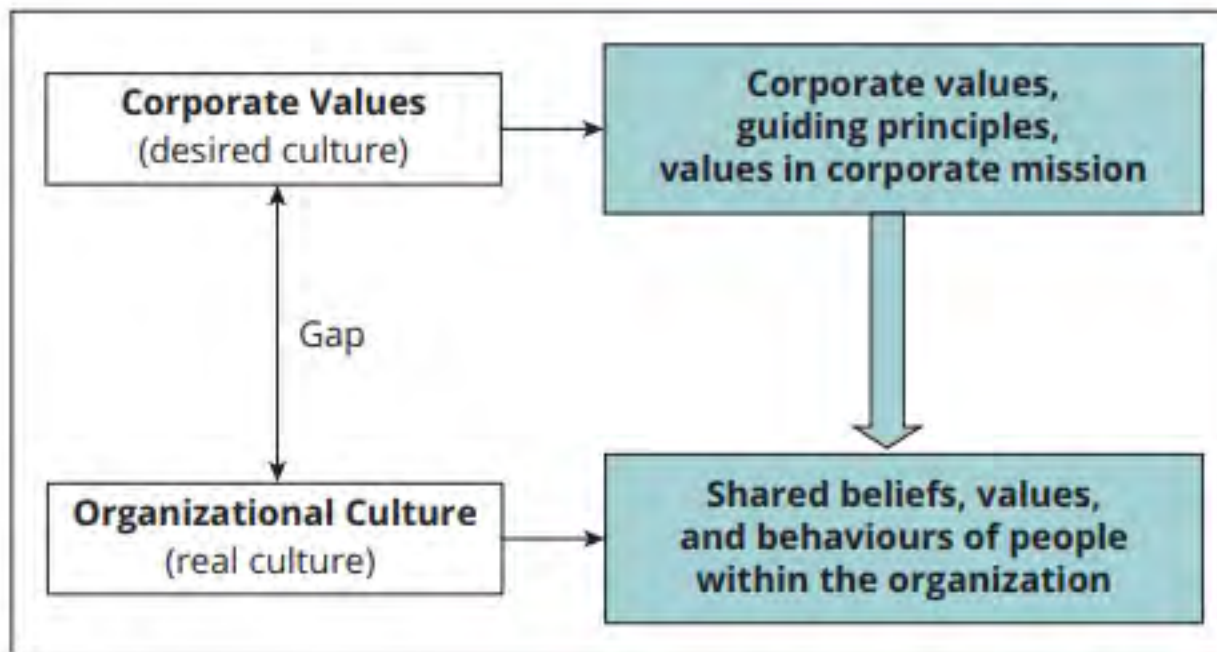 Corporate Values
(desired culture)
Corporate values,
guiding principles,
values in corporate mission
Gap
Organizational Culture
(real culture)
Shared beliefs, values,
and behaviours of people
within the organization